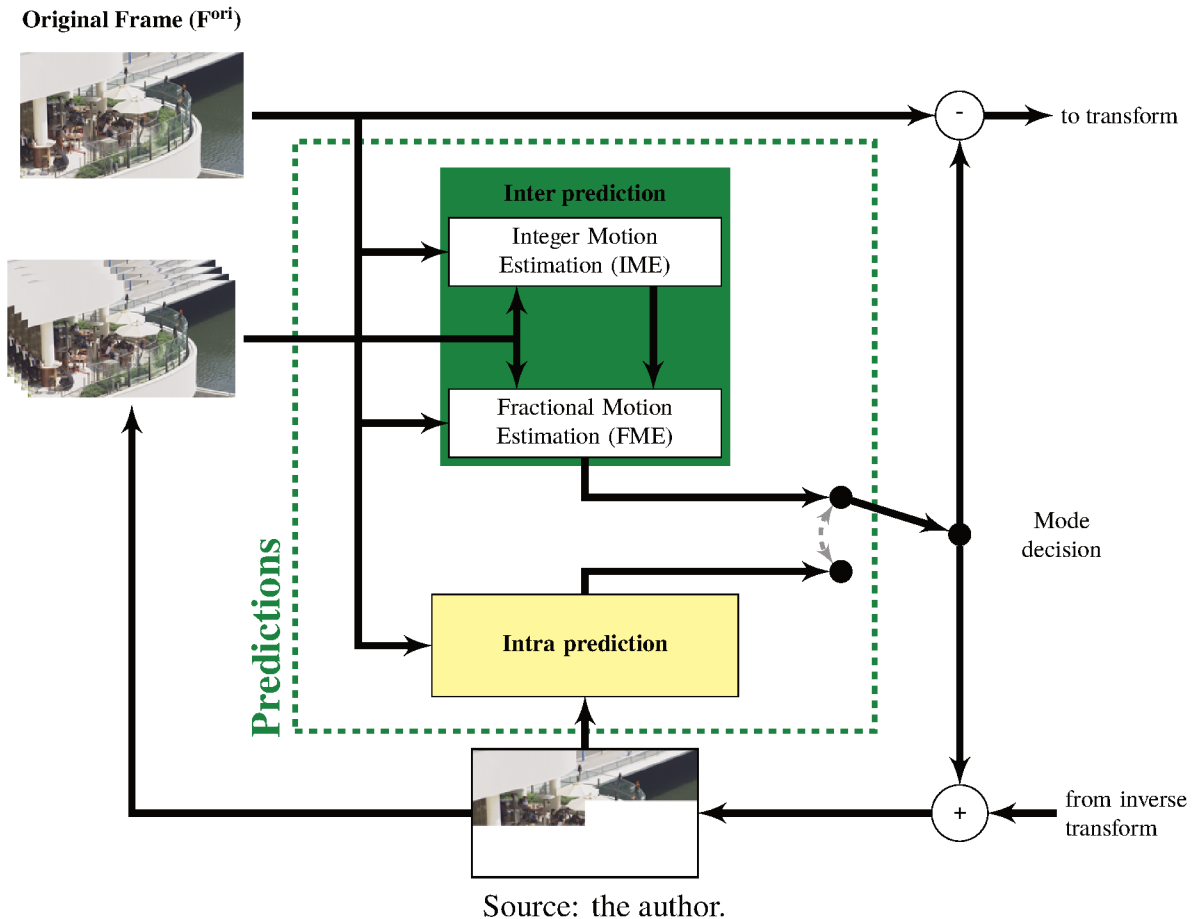 Original Frame (F^ori)
to transform
-
Inter prediction
Integer Motion
Estimation (IME)
Fractional Motion
Estimation (FME)
Mode
decision
Predictions
Intra prediction
+
from inverse
transform
Source: the author.